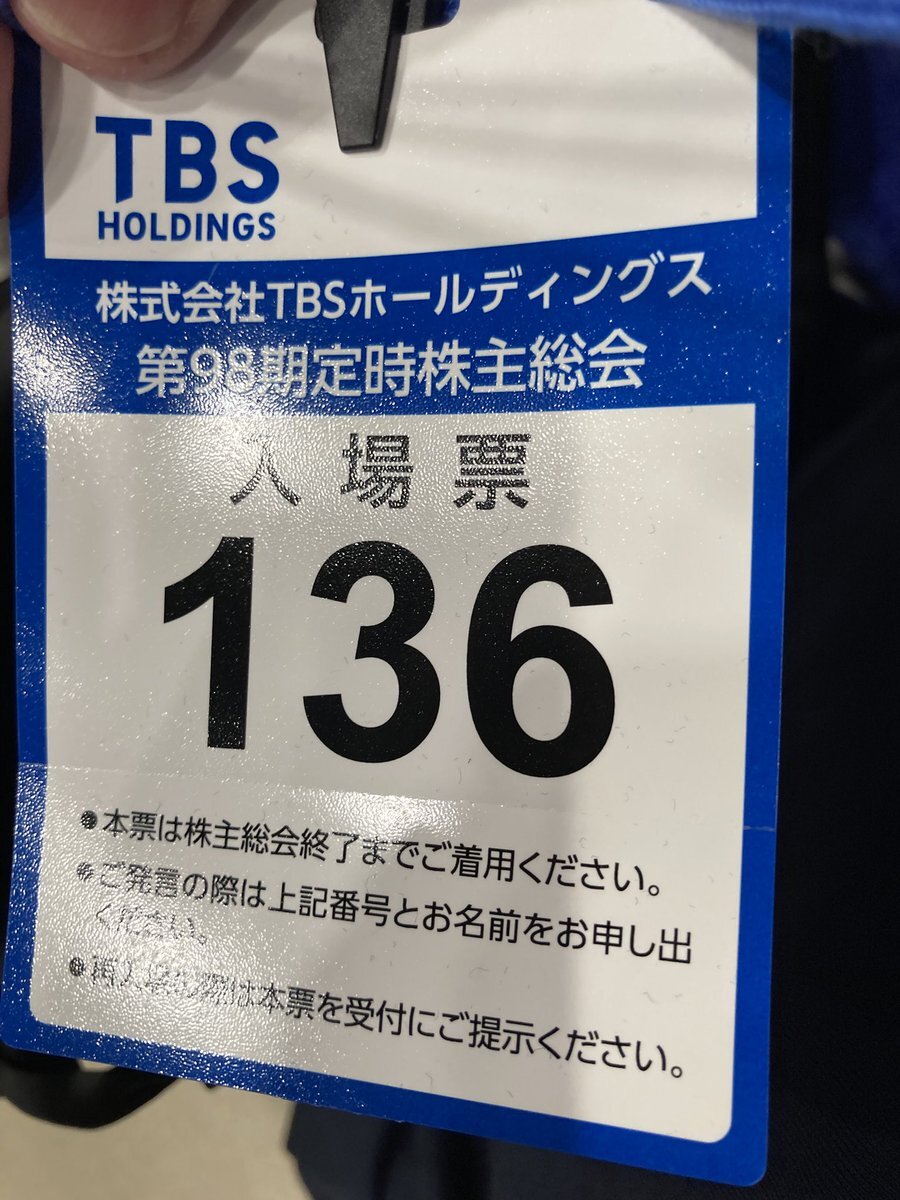 TBS
HOLDINGS
株式会社TBSホールディングス
第98期定時株主総会
入場票
136
●本票は株主総会終了までご着用ください。
●ご発言の際は上記番号とお名前をお申し出
ください。
●再入場の際は本票を受付にご提示ください。